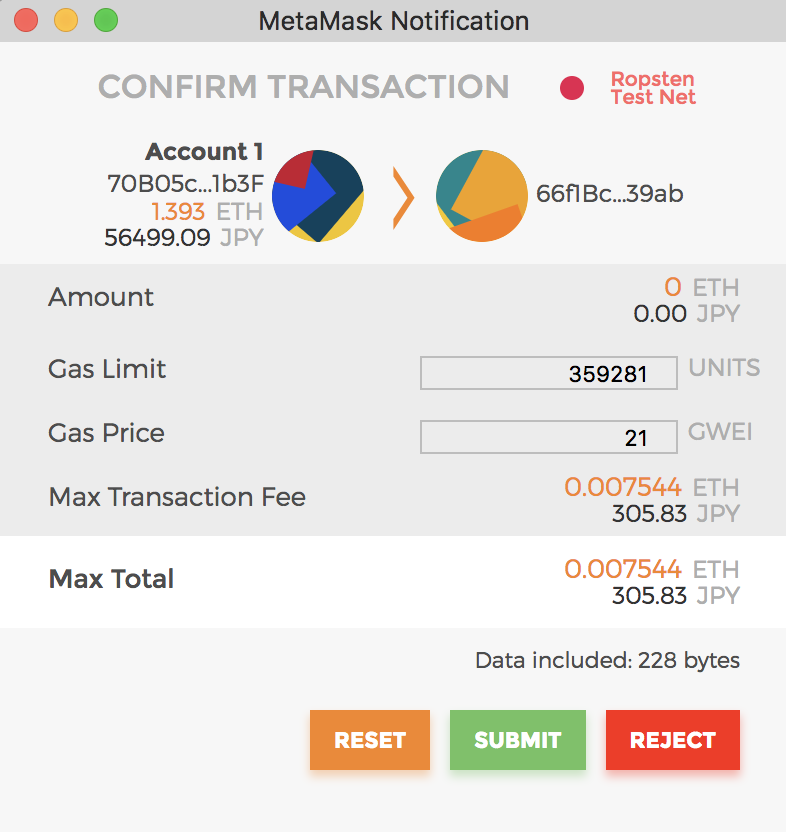 MetaMask Notification
CONFIRM TRANSACTION
Ropsten
Test Net
Account 1
70B05c...1b3F
1.393 ETH
56499.09 JPY
66f1Bc...39ab
Amount
0 ETH
0.00 JPY
Gas Limit
359281 UNITS
Gas Price
21 GWEI
Max Transaction Fee
0.007544 ETH
305.83 JPY
Max Total
0.007544 ETH
305.83 JPY
Data included: 228 bytes
RESET SUBMIT REJECT